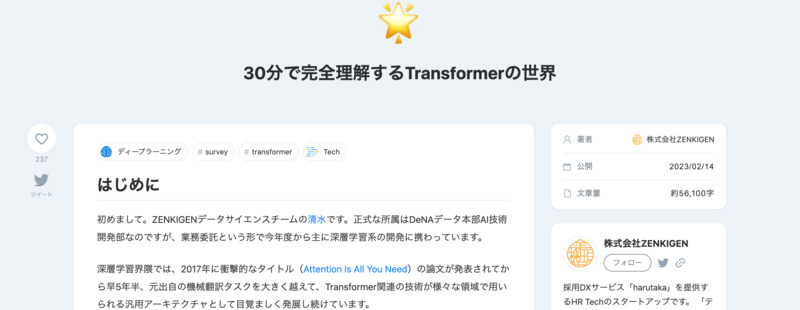 30分で完全理解するTransformerの世界
237
ツイート
ディープラーニング
# survey
# transformer
Tech
はじめに
初めまして。ZENKIGENデータサイエンスチームの清水です。正式な所属はDeNAデータ本部AI技術
開発部なのですが、業務委託という形で今年度から主に深層学習系の開発に携わっています。
深層学習界隈では、2017年に衝撃的なタイトル（Attention Is All You Need）の論文が発表されてか
ら早5年半、元出自の機械翻訳タスクを大きく越えて、Transformer関連の技術が様々な領域で用い
られる汎用アーキテクチャとして目覚ましく発展し続けています。
著者
株式会社ZENKIGEN
公開
2023/02/14
文章量
約56,100字
株式会社ZENKIGEN
フォロー
採用DXサービス「harutaka」を提供す
るHR Techのスタートアップです。 「テ